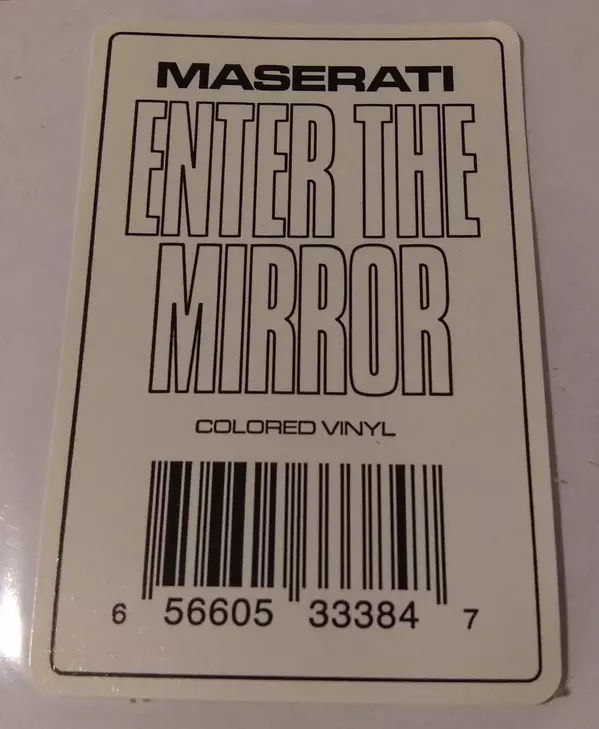 MASERATI
ENTER THE
MIRROR
COLORED VINYL
6 56605 33384 7